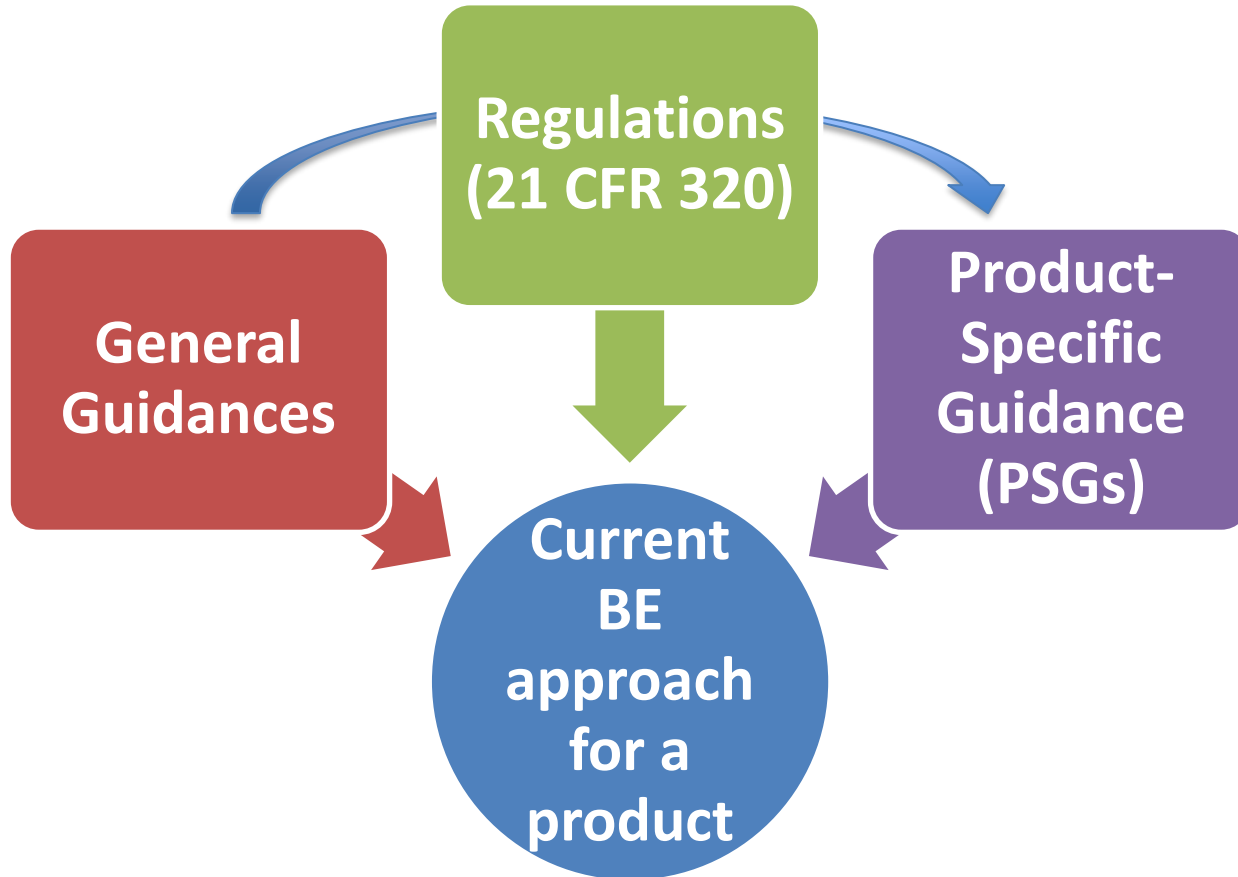 Regulations
(21 CFR 320)
General
Guidances
Product-
Specific
Guidance
(PSGs)
Current
BE
approach
for a
product